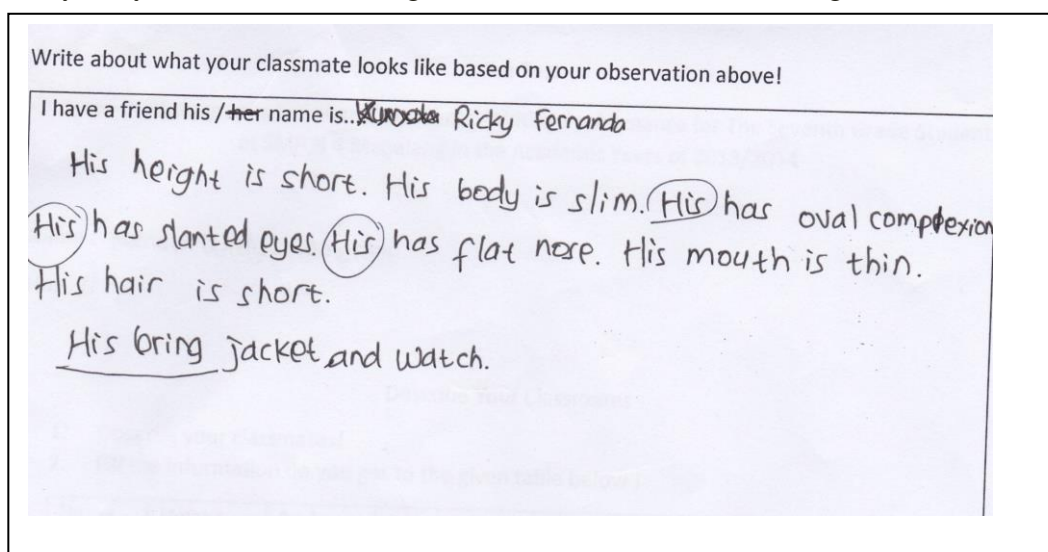 Write about what your classmate looks like based on your observation above!
I have a friend his / her name is.. Ricky Fernanda
His height is short. His body is slim. His has oval complexion
His has slanted eyes. His has flat nose. His mouth is thin.
His hair is short.
His bring jacket and watch.